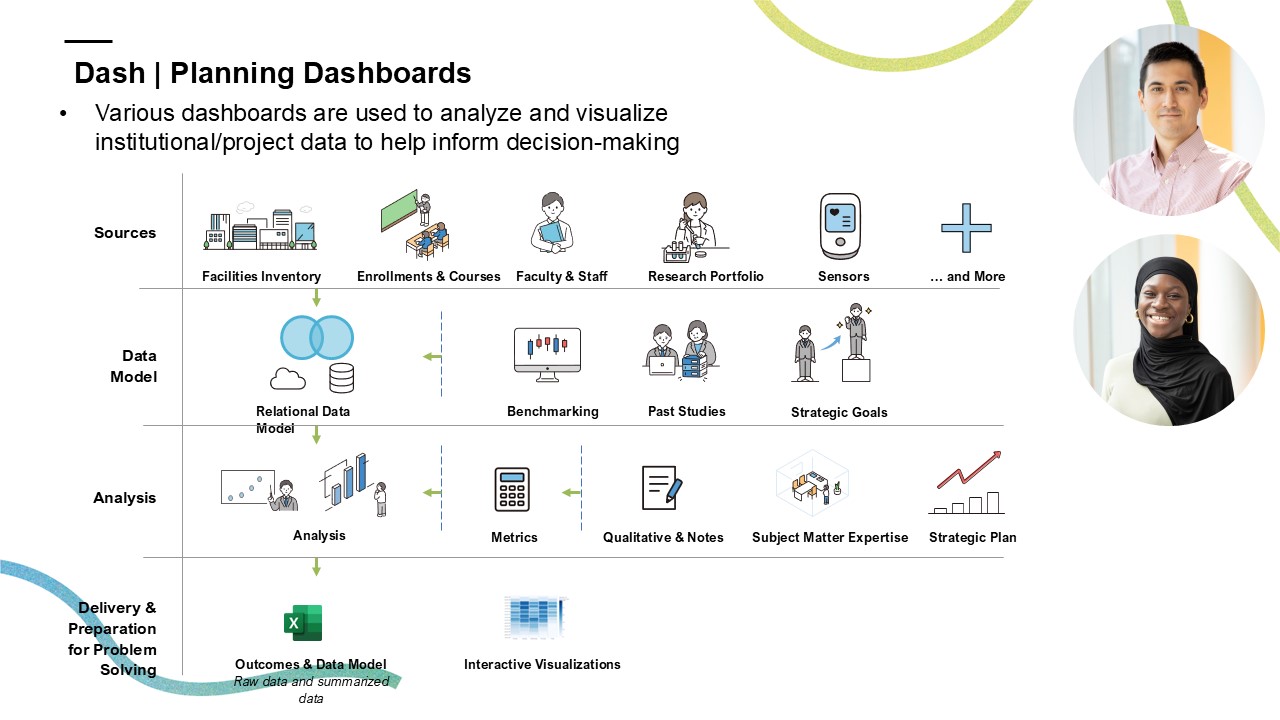 Dash | Planning Dashboards
• Various dashboards are used to analyze and visualize
institutional/project data to help inform decision-making
Sources
Facilities Inventory
Enrollments & Courses
Faculty & Staff
Research Portfolio
Sensors
... and More
Data
Model
Relational Data
Model
Benchmarking
Past Studies
Strategic Goals
Analysis
Analysis
Metrics
Qualitative & Notes
Subject Matter Expertise
Strategic Plan
Delivery &
Preparation
for Problem
Solving
X
Outcomes & Data Model
Raw data and summarized
data
Interactive Visualizations